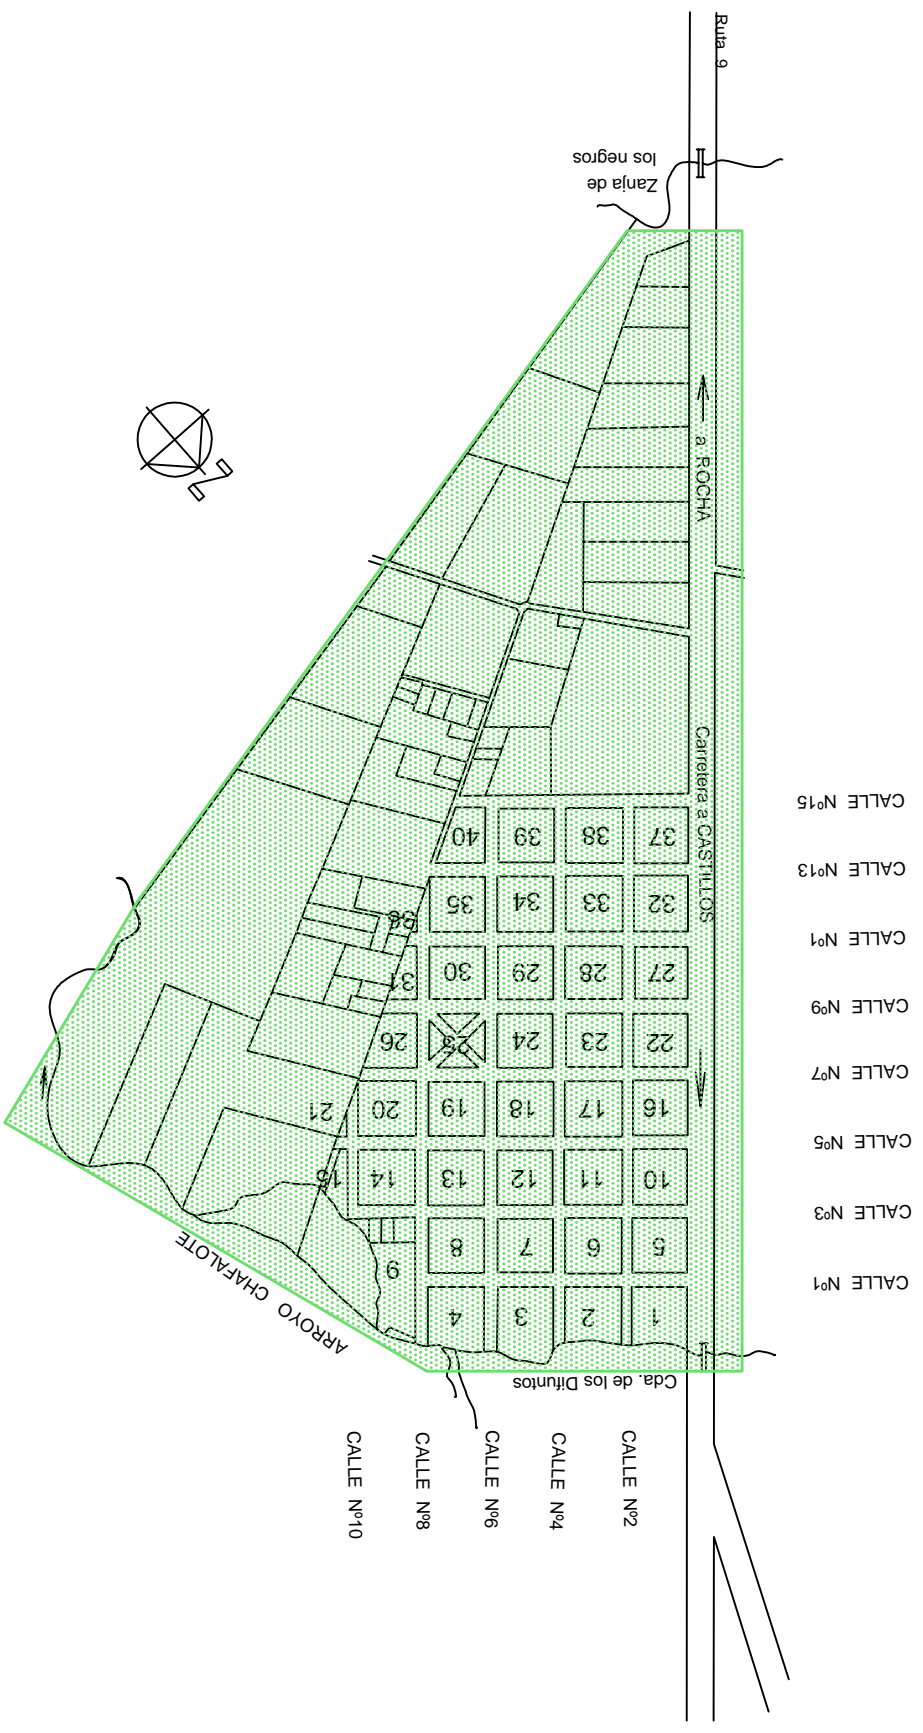 Ruta 9
Zanja de
los negros
N
a ROCHA
Carretera a CASTILLOS
CALLE Nº15
CALLE Nº13
CALLE Nº1
CALLE Nº9
CALLE Nº7
CALLE Nº5
CALLE Nº3
CALLE Nº1
40 39 38 37
36 35 34 33 32
31 30 29 28 27
26 25 24 23 22
21 20 19 18 17 16
15 14 13 12 11 10
9 8 7 6 5
4 3 2 1
ARROYO CHAFALOTE
Cda. de los Difuntos
CALLE Nº10
CALLE Nº8
CALLE Nº6
CALLE Nº4
CALLE Nº2